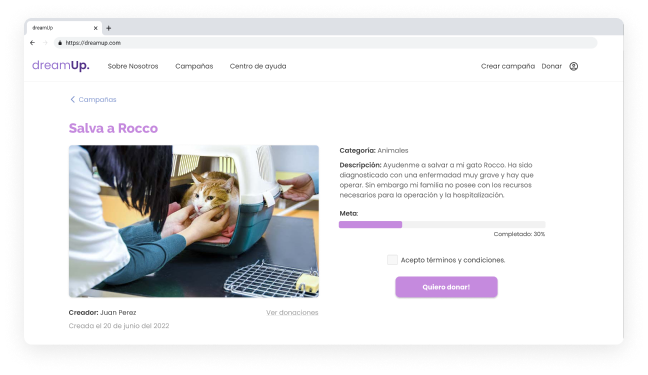 dreamUp
https://dreamup.com
dreamUp.
Sobre Nosotros
Campañas
Centro de ayuda
Crear campaña
Donar
Campañas
Salva a Rocco
Categoría: Animales
Descripción: Ayudenme a salvar a mi gato Rocco. Ha sido
diagnosticado con una enfermadad muy grave y hay que
operar. Sin embargo mi familia no posee con los recursos
necesarios para la operación y la hospitalización.
Meta:
Completado: 30%
Acepto términos y condiciones.
Quiero donar!
Creador: Juan Perez
Ver donaciones
Creada el 20 de junio del 2022